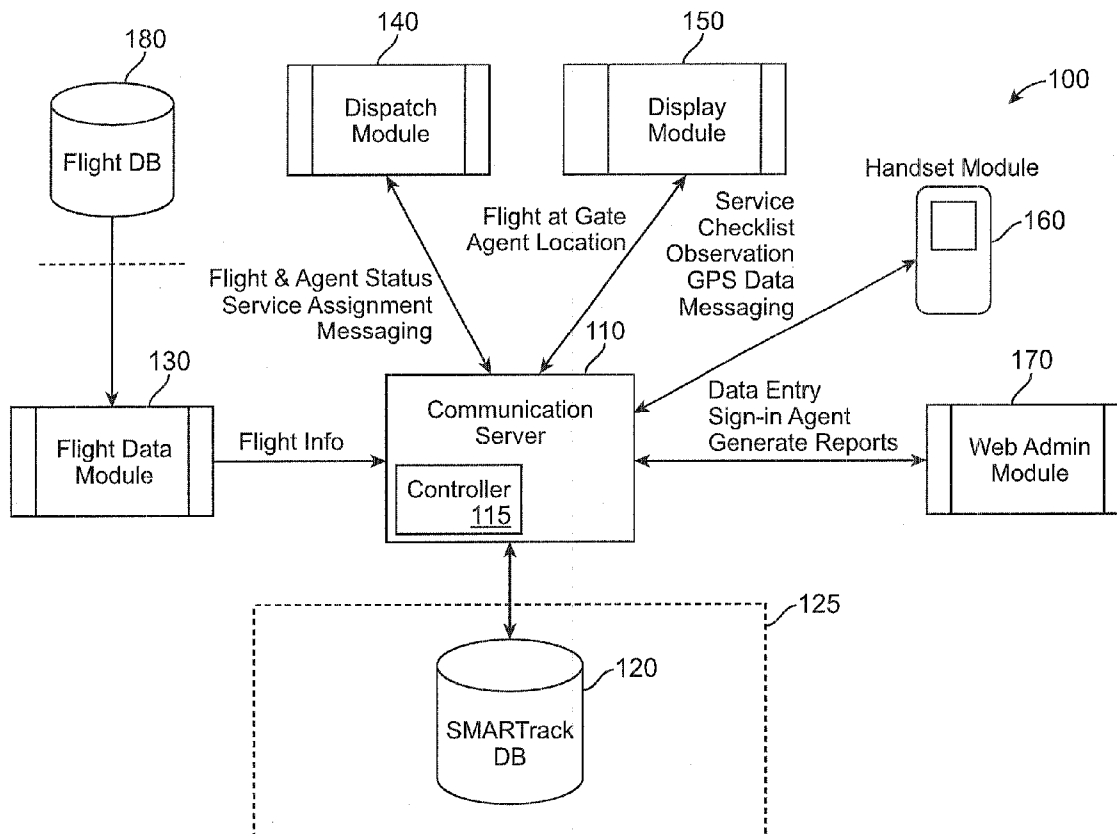 180
140
150
100
Flight DB
Dispatch
Module
Display
Module
Handset Module
160
Flight at Gate
Agent Location
Service
Checklist
Observation
GPS Data
Messaging
Flight & Agent Status
Service Assignment
Messaging
130
110
170
Flight Data
Module
Flight Info
Communication
Server
Controller
115
Data Entry
Sign-in Agent
Generate Reports
Web Admin
Module
125
120
SMARTrack
DB